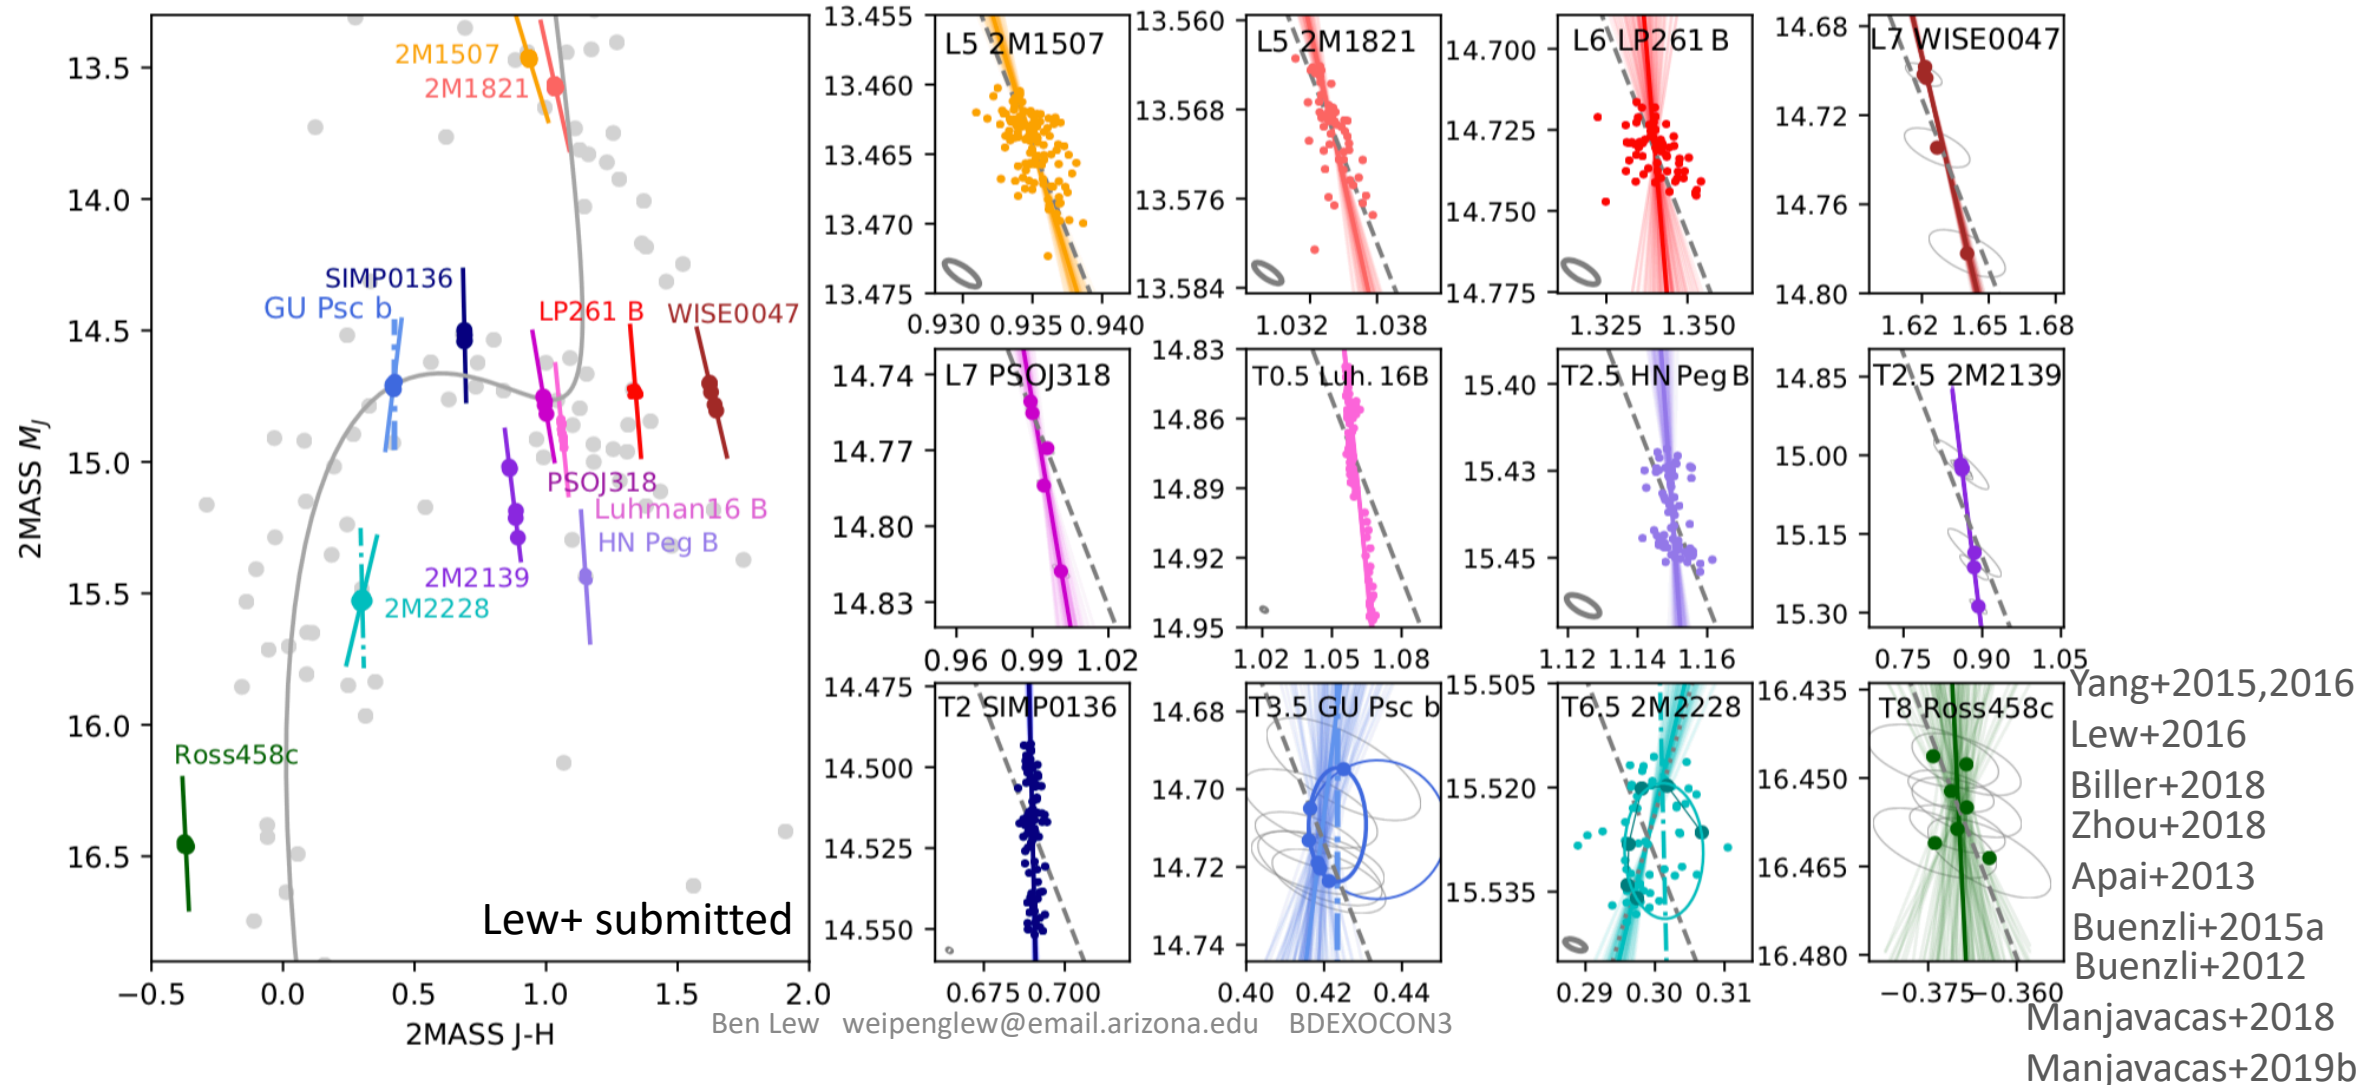 2MASS M_J
13.5
14.0
14.5
15.0
15.5
16.0
16.5
−0.5 0.0 0.5 1.0 1.5 2.0
2MASS J-H
2M1507
2M1821
SIMP0136
GU Psc b
LP261 B
WISE0047
PSOJ318
Luhman16 B
HN Peg B
2M2139
2M2228
Ross458c
Lew+ submitted
L5 2M1507
13.455
13.460
13.465
13.470
13.475
0.930 0.935 0.940
L5 2M1821
13.560
13.568
13.576
13.584
1.032 1.038
L6 LP261 B
14.700
14.725
14.750
14.775
1.325 1.350
L7 WISE0047
14.68
14.72
14.76
14.80
1.62 1.65 1.68
L7 PSOJ318
14.74
14.77
14.80
14.83
0.96 0.99 1.02
T0.5 Luh. 16B
14.83
14.86
14.89
14.92
14.95
1.02 1.05 1.08
T2.5 HN Peg B
15.40
15.43
15.45
1.12 1.14 1.16
T2.5 2M2139
14.85
15.00
15.15
15.30
0.75 0.90 1.05
T2 SIMP0136
14.475
14.500
14.525
14.550
0.675 0.700
T3.5 GU Psc b
14.68
14.70
14.72
14.74
0.40 0.42 0.44
T6.5 2M2228
15.505
15.520
15.535
0.29 0.30 0.31
T8 Ross458c
16.435
16.450
16.465
16.480
−0.375 −0.360
Yang+2015,2016
Lew+2016
Biller+2018
Zhou+2018
Apai+2013
Buenzli+2015a
Buenzli+2012
Manjavacas+2018
Manjavacas+2019b
Ben Lew weipenglew@email.arizona.edu BDEXOCON3